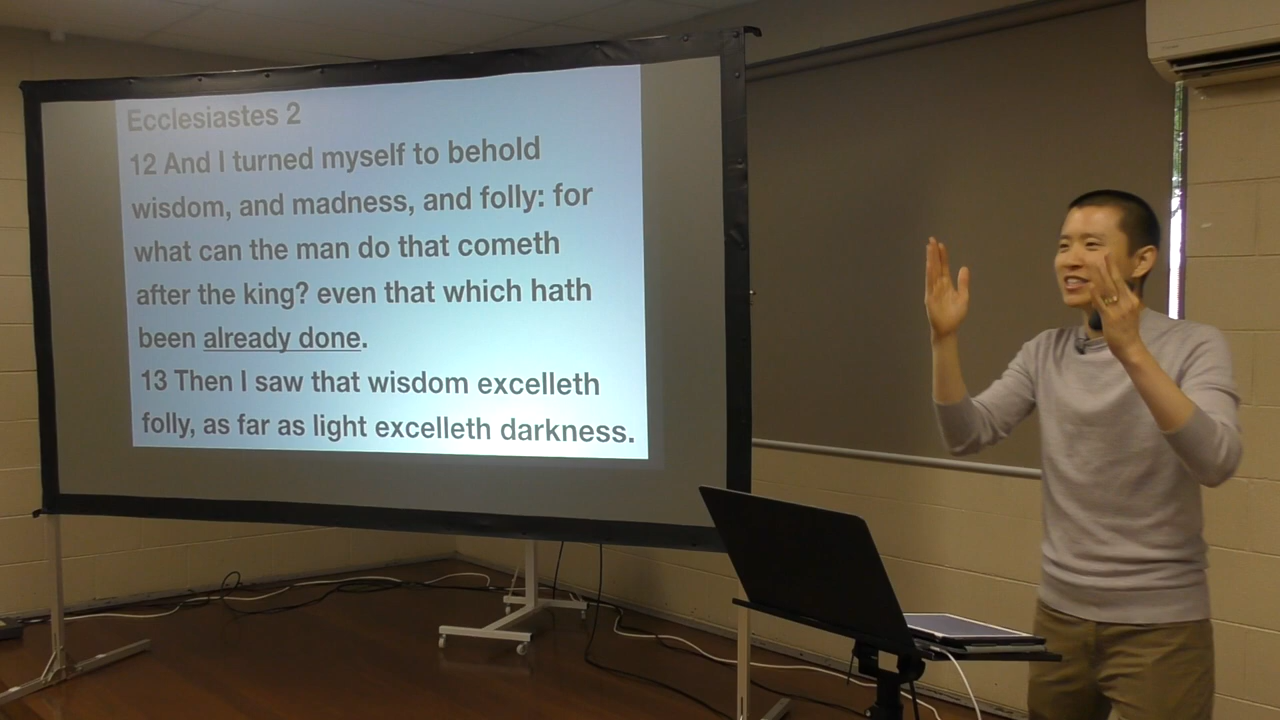 Ecclesiastes 2
12 And I turned myself to behold
wisdom, and madness, and folly: for
what can the man do that cometh
after the king? even that which hath
been already done.
13 Then I saw that wisdom excelleth
folly, as far as light excelleth darkness.